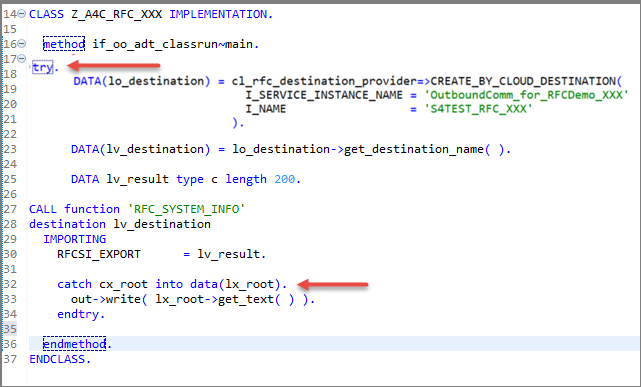 14 CLASS Z_A4C_RFC_XXX IMPLEMENTATION.
15
16 method if_oo_adt_classrun~main.
17
try.
18 DATA(lo_destination) = cl_rfc_destination_provider=>CREATE_BY_CLOUD_DESTINATION(
19 I_SERVICE_INSTANCE_NAME = 'OutboundComm_for_RFCDemo_XXX'
20 I_NAME = 'S4TEST_RFC_XXX'
21 ).
22
23 DATA(lv_destination) = lo_destination->get_destination_name( ).
24
25 DATA lv_result type c length 200.
26
27 CALL function 'RFC_SYSTEM_INFO'
28 destination lv_destination
29 IMPORTING
30 RFCSI_EXPORT = lv_result.
31
32 catch cx_root into data(lx_root).
33 out->write( lx_root->get_text( ) ).
34 endtry.
35
36 endmethod.
37 ENDCLASS.